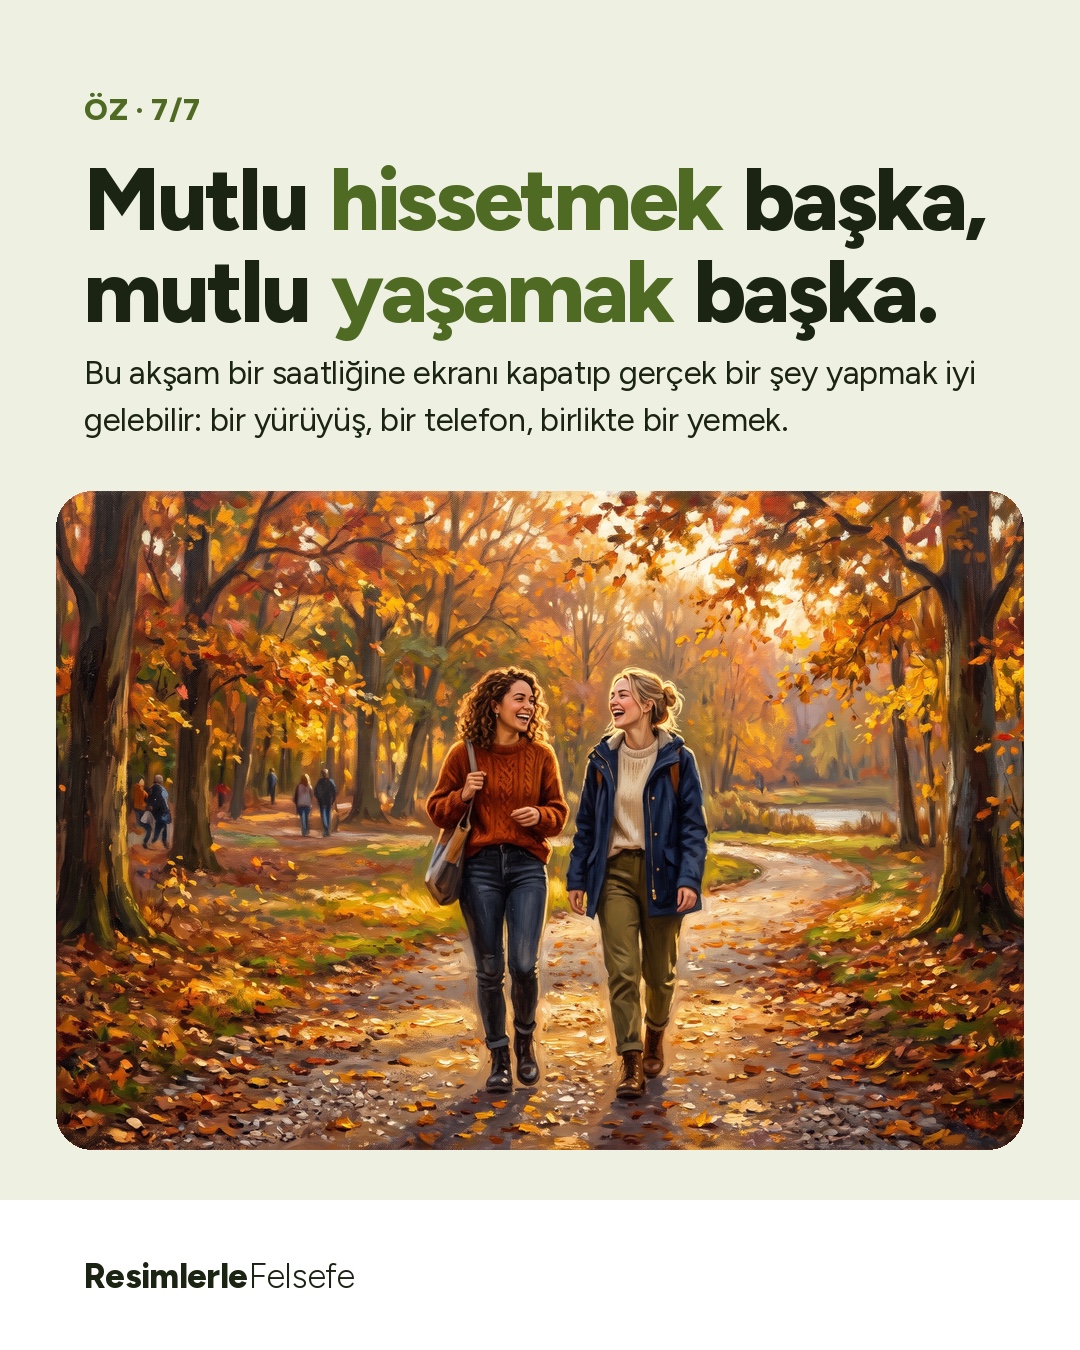 ÖZ · 7/7
Mutlu hissetmek başka,
mutlu yaşamak başka.
Bu akşam bir saatliğine ekranı kapatıp gerçek bir şey yapmak iyi
gelebilir: bir yürüyüş, bir telefon, birlikte bir yemek.
ResimlerleFelsefe